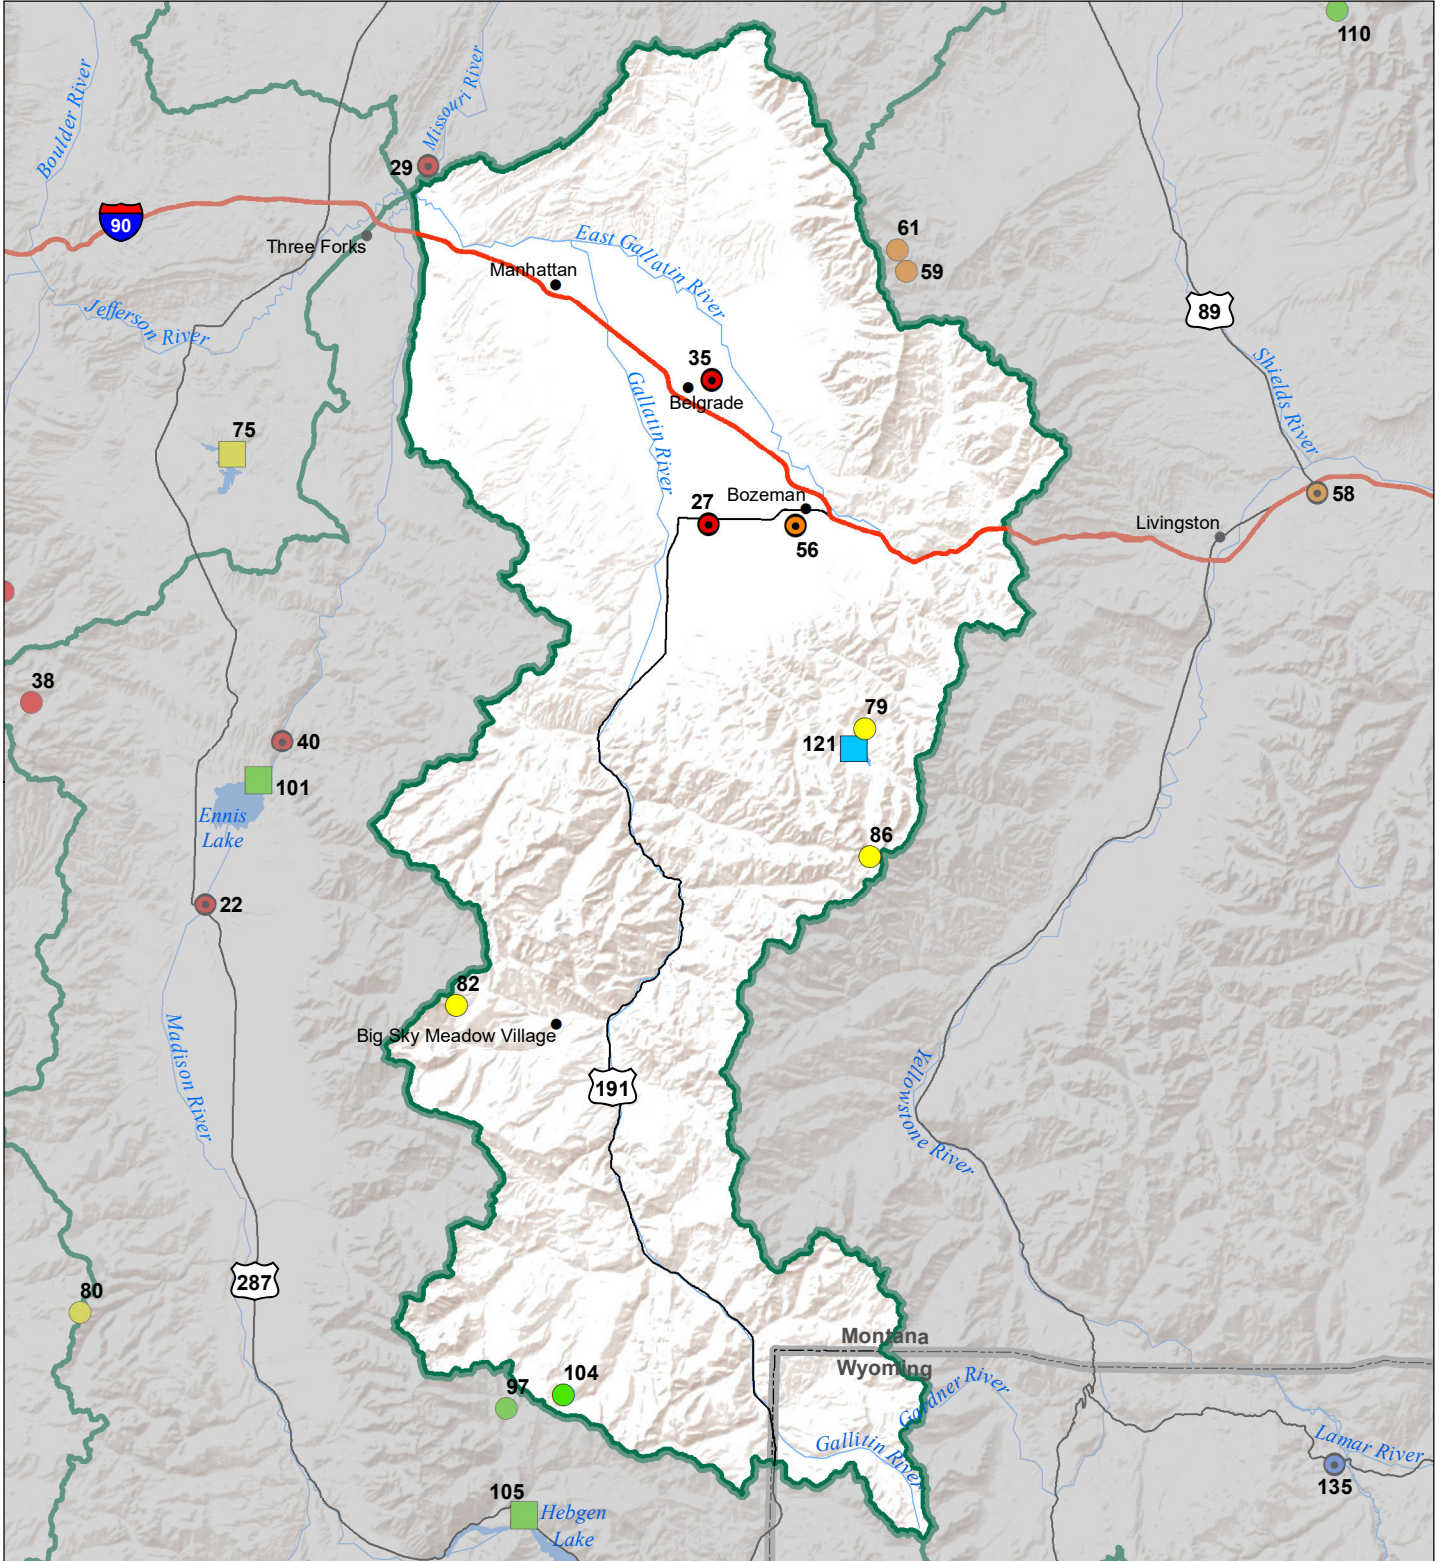 110
Boulder River
Missouri River
29
90
Three Forks
61
59
East Gallatin River
Manhattan
89
Jefferson River
Shields River
35
Belgrade
Gallatin River
75
58
Bozeman
27
56
Livingston
38
79
40
121
101
Ennis
Lake
86
22
82
Big Sky Meadow Village
Madison River
Yellowstone River
191
287
80
Montana
Wyoming
104
97
Gardner River
Gallitin River
Lamar River
135
105
Hebgen
Lake